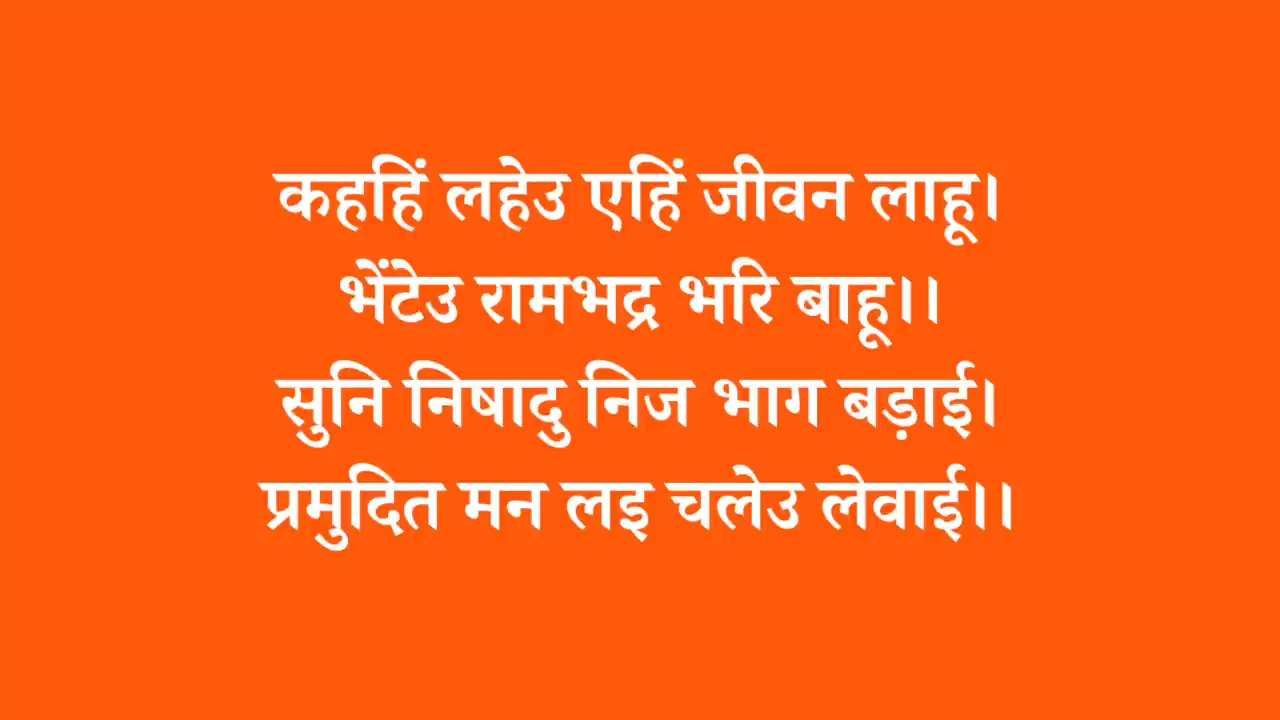 कहहिं लहेउ एहिं जीवन लाहू।
भेंटेउ रामभद्र भरि बाहू।।
सुनि निषादु निज भाग बड़ाई।
प्रमुदित मन लइ चलेउ लेवाई।।